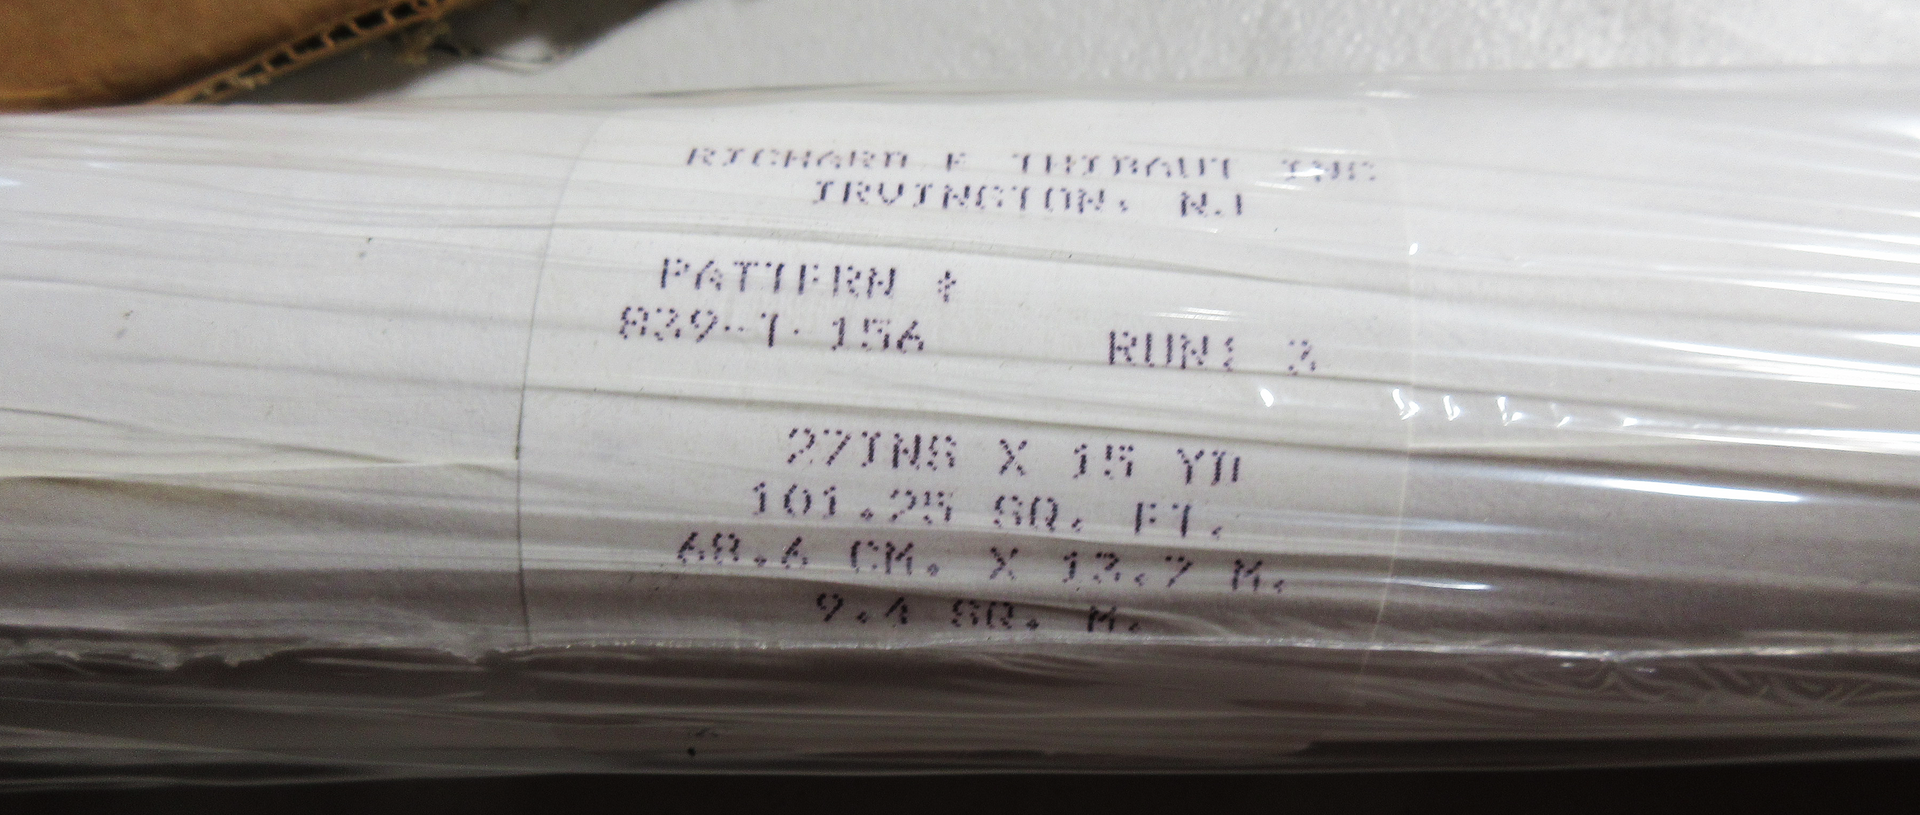 RICHARD E THIBAUT INC
IRVINGTON, NJ
PATTERN #
839-T-156 RUN: 3
27INS X 15 YD
101.25 SQ. FT.
68.6 CM. X 13.7 M.
9.4 SQ. M.